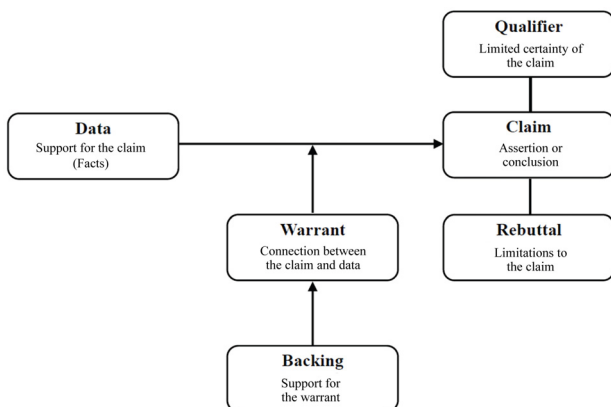 Qualifier
Limited certainty of
the claim
Data
Support for the claim
(Facts)
Claim
Assertion or
conclusion
Warrant
Connection between
the claim and data
Rebuttal
Limitations to
the claim
Backing
Support for
the warrant